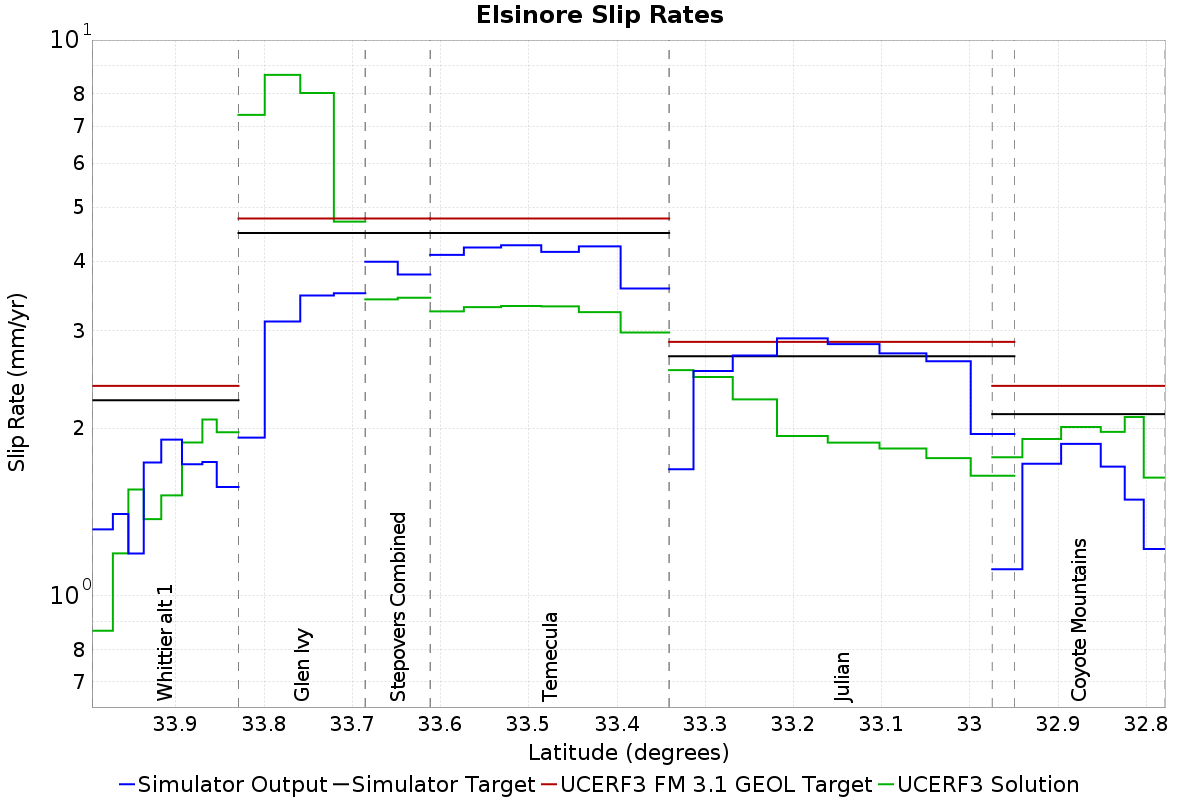 Elsinore Slip Rates
Slip Rate (mm/yr)
10^1
8
7
6
5
4
3
2
10^0
8
7
Whittier alt 1
Glen Ivy
Stepovers Combined
Temecula
Julian
Coyote Mountains
33.9 33.8 33.7 33.6 33.5 33.4 33.3 33.2 33.1 33 32.9 32.8
Latitude (degrees)
Simulator Output Simulator Target UCERF3 FM 3.1 GEOL Target UCERF3 Solution